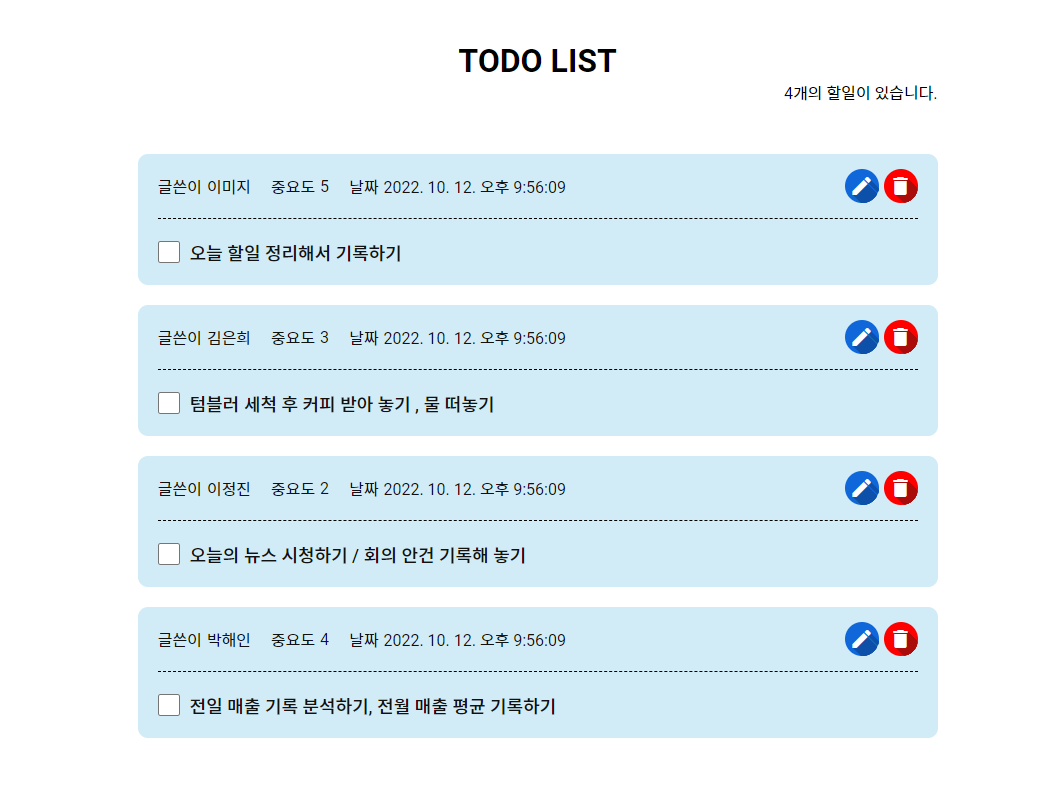 TODO LIST
4개의 할일이 있습니다.
글쓴이 이미지 중요도 5 날짜 2022. 10. 12. 오후 9:56:09
오늘 할일 정리해서 기록하기
글쓴이 김은희 중요도 3 날짜 2022. 10. 12. 오후 9:56:09
텀블러 세척 후 커피 받아 놓기 , 물 떠놓기
글쓴이 이정진 중요도 2 날짜 2022. 10. 12. 오후 9:56:09
오늘의 뉴스 시청하기 / 회의 안건 기록해 놓기
글쓴이 박해인 중요도 4 날짜 2022. 10. 12. 오후 9:56:09
전일 매출 기록 분석하기, 전월 매출 평균 기록하기